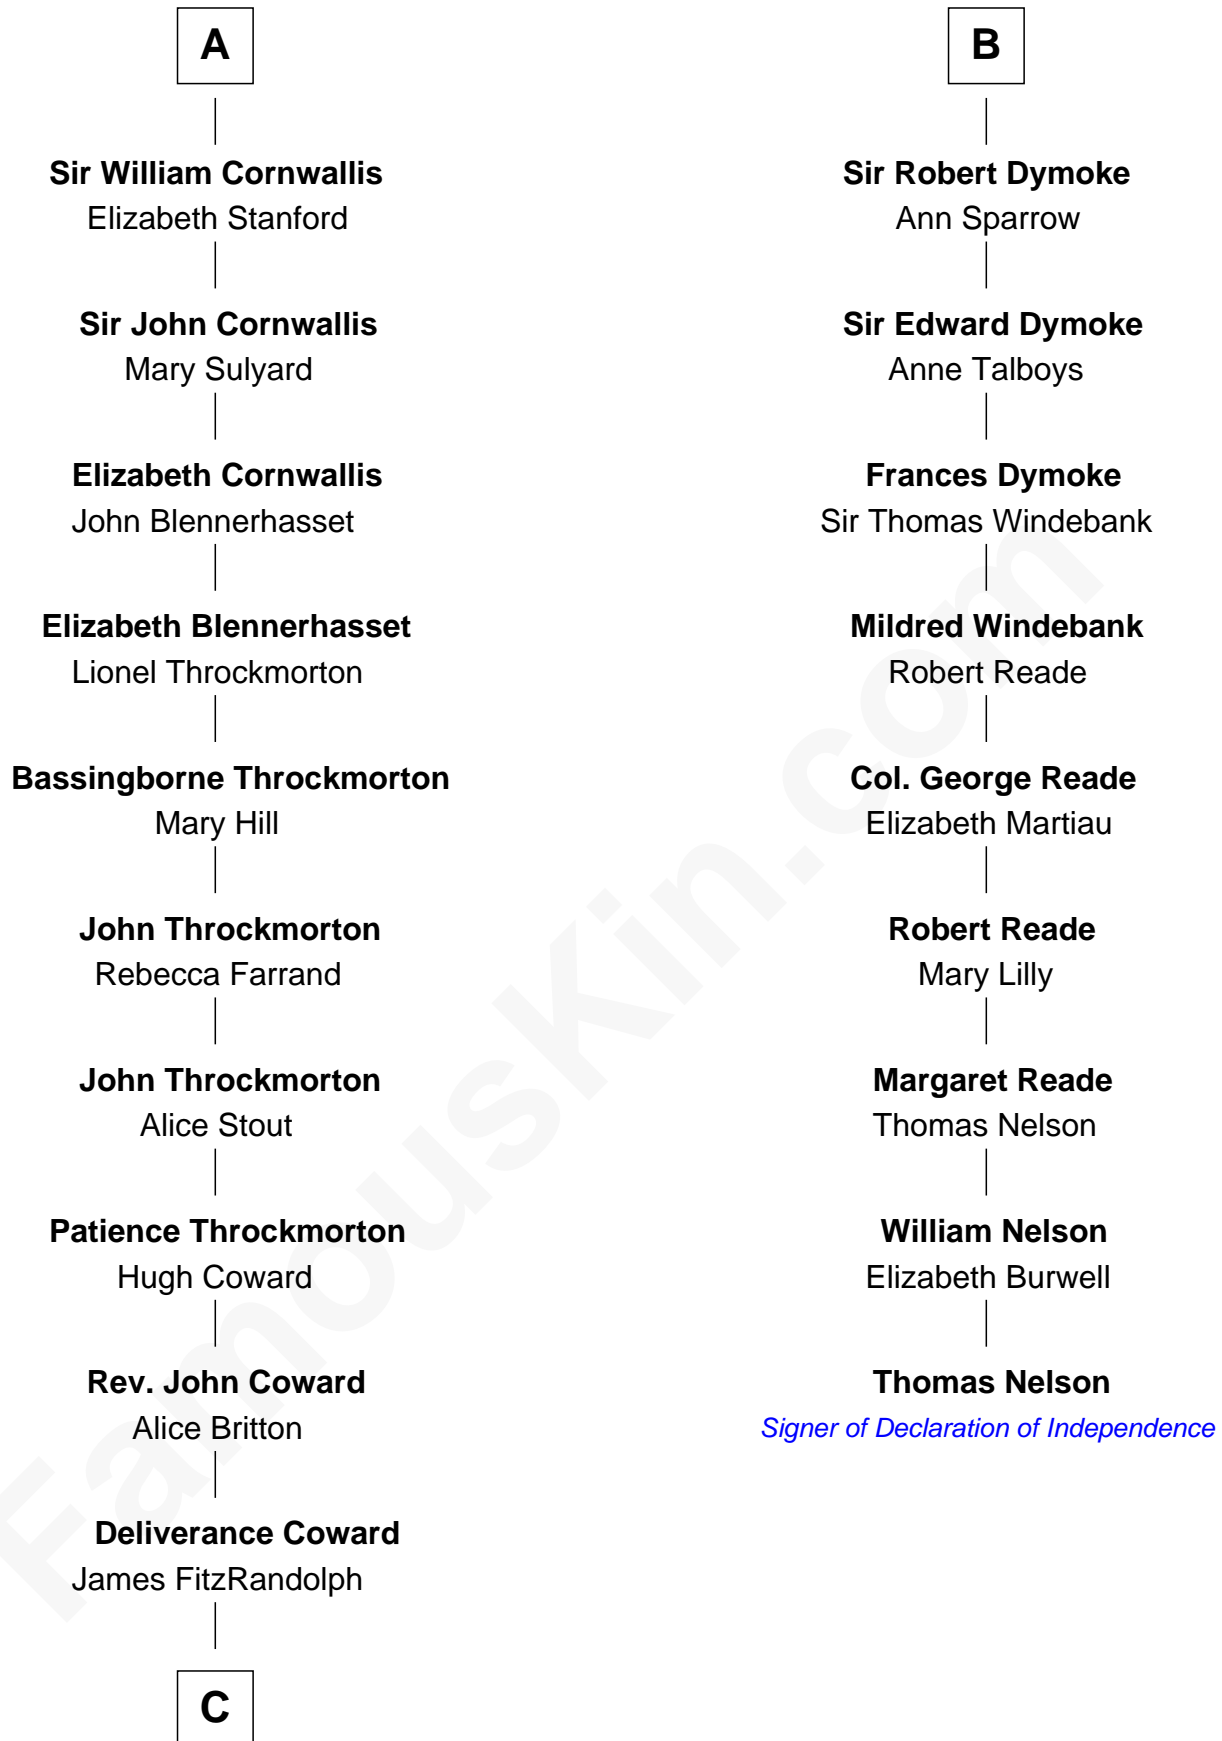 A
Sir William Cornwallis
Elizabeth Stanford
Sir John Cornwallis
Mary Sulyard
Elizabeth Cornwallis
John Blennerhasset
Elizabeth Blennerhasset
Lionel Throckmorton
Bassingborne Throckmorton
Mary Hill
John Throckmorton
Rebecca Farrand
John Throckmorton
Alice Stout
Patience Throckmorton
Hugh Coward
Rev. John Coward
Alice Britton
Deliverance Coward
James FitzRandolph
C
B
Sir Robert Dymoke
Ann Sparrow
Sir Edward Dymoke
Anne Talboys
Frances Dymoke
Sir Thomas Windebank
Mildred Windebank
Robert Reade
Col. George Reade
Elizabeth Martiau
Robert Reade
Mary Lilly
Margaret Reade
Thomas Nelson
William Nelson
Elizabeth Burwell
Thomas Nelson
Signer of Declaration of Independence
FamousKin.com